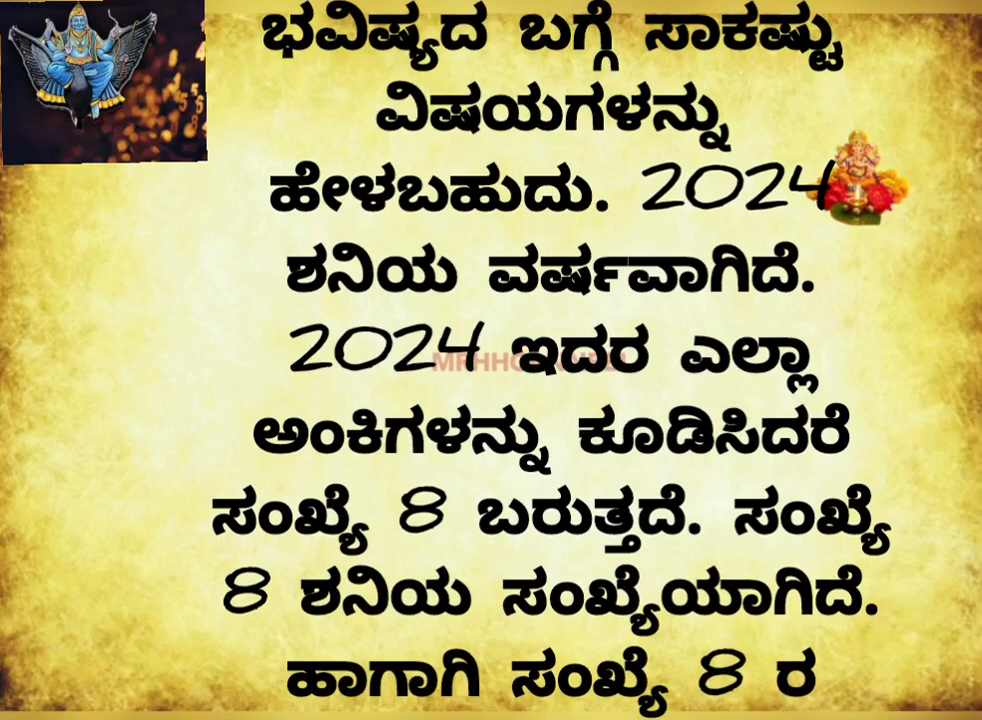 ಭವಿಷ್ಯದ ಬಗ್ಗೆ ಸಾಕಷ್ಟು
ವಿಷಯಗಳನ್ನು
ಹೇಳಬಹುದು. 2024
ಶನಿಯ ವರ್ಷವಾಗಿದೆ.
2024 ಇದರ ಎಲ್ಲಾ
ಅಂಕಿಗಳನ್ನು ಕೂಡಿಸಿದರೆ
ಸಂಖ್ಯೆ 8 ಬರುತ್ತದೆ. ಸಂಖ್ಯೆ
8 ಶನಿಯ ಸಂಖ್ಯೆಯಾಗಿದೆ.
ಹಾಗಾಗಿ ಸಂಖ್ಯೆ 8 ರ